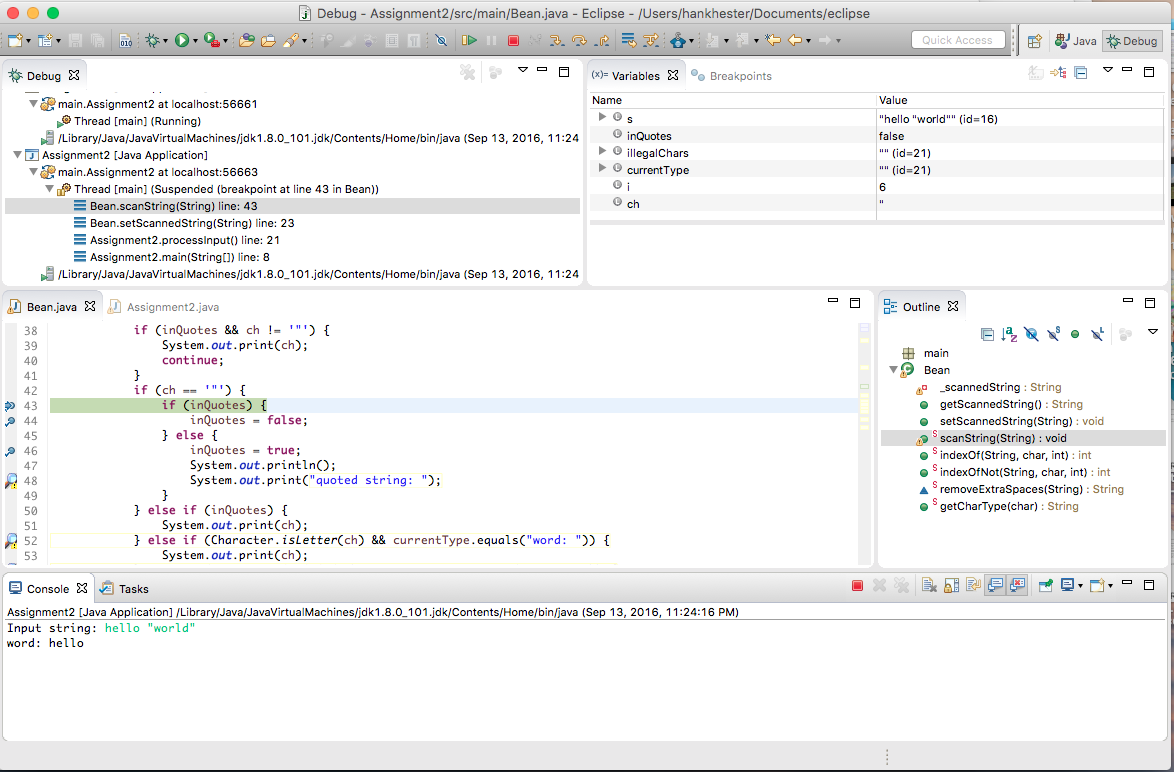 Debug - Assignment2/src/main/Bean.java - Eclipse - /Users/hankhester/Documents/eclipse
Quick Access
Java
Debug
Debug
main.Assignment2 at localhost:56661
Thread [main] (Running)
/Library/Java/JavaVirtualMachines/jdk1.8.0_101.jdk/Contents/Home/bin/java (Sep 13, 2016, 11:24
Assignment2 [Java Application]
main.Assignment2 at localhost:56663
Thread [main] (Suspended (breakpoint at line 43 in Bean))
Bean.scanString(String) line: 43
Bean.setScannedString(String) line: 23
Assignment2.processInput() line: 21
Assignment2.main(String[]) line: 8
/Library/Java/JavaVirtualMachines/jdk1.8.0_101.jdk/Contents/Home/bin/java (Sep 13, 2016, 11:24
(x)= Variables
Breakpoints
Name Value
s "hello "world"" (id=16)
inQuotes false
illegalChars "" (id=21)
currentType "" (id=21)
i 6
ch "
Bean.java
Assignment2.java
38 if (inQuotes && ch != '"') {
39 System.out.print(ch);
40 continue;
41 }
42 if (ch == '"') {
43 if (inQuotes) {
44 inQuotes = false;
45 } else {
46 inQuotes = true;
47 System.out.println();
48 System.out.print("quoted string: ");
49 }
50 } else if (inQuotes) {
51 System.out.print(ch);
52 } else if (Character.isLetter(ch) && currentType.equals("word: ")) {
53 System.out.print(ch);
Outline
main
Bean
_scannedString : String
getScannedString() : String
setScannedString(String) : void
scanString(String) : void
indexOf(String, char, int) : int
indexOfNot(String, char, int) : int
removeExtraSpaces(String) : String
getCharType(char) : String
Console
Tasks
Assignment2 [Java Application] /Library/Java/JavaVirtualMachines/jdk1.8.0_101.jdk/Contents/Home/bin/java (Sep 13, 2016, 11:24:16 PM)
Input string: hello "world"
word: hello